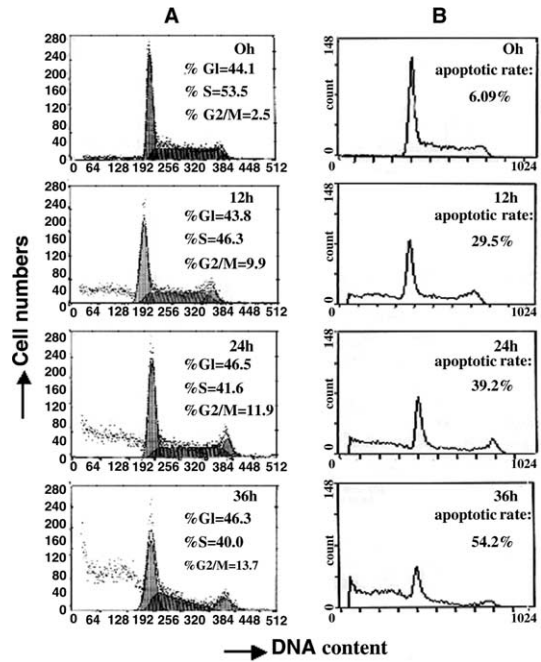 A
B
280
240
200
160
120
80
40
0
Oh
% Gl=44.1
% S=53.5
% G2/M=2.5
0 64 128 192 256 320 384 448 512
148
count
0
Oh
apoptotic rate:
6.09%
1024
280
240
200
160
120
80
40
0
12h
%Gl=43.8
%S=46.3
%G2/M=9.9
0 64 128 192 256 320 384 448 512
148
count
0
12h
apoptotic rate:
29.5%
0 1024
280
240
200
160
120
80
40
0
24h
%Gl=46.5
%S=41.6
%G2/M=11.9
0 64 128 192 256 320 384 448 512
148
count
0
24h
apoptotic rate:
39.2%
0 1024
280
240
200
160
120
80
40
0
36h
%Gl=46.3
%S=40.0
%G2/M=13.7
0 64 128 192 256 320 384 448 512
148
count
0
36h
apoptotic rate:
54.2%
0 1024
Cell numbers
DNA content